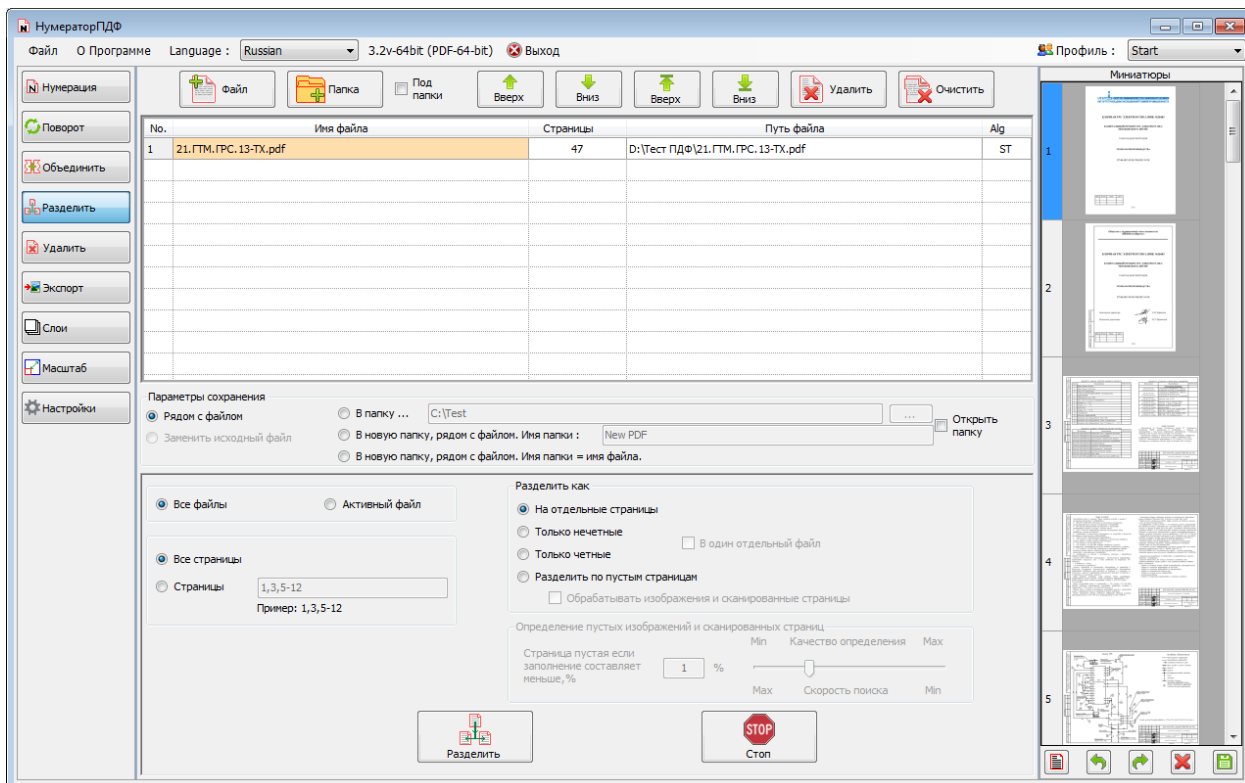 НумераторПДФ
Файл О Программе Language : Russian 3.2v-64bit (PDF-64-bit) Выход Профиль : Start
Нумерация
Поворот
Объединить
Разделить
Удалить
Экспорт
Слои
Масштаб
Настройки
Файл Папка Под папки Вверх Вниз Вверх Вниз Удалить Очистить
No. Имя файла Страницы Путь файла Alg
1 21.ГТМ.ГРС.13-ТХ.pdf 47 D:\Тест ПДФ\21.ГТМ.ГРС.13-ТХ.pdf ST
Параметры сохранения
Рядом с файлом
Заменить исходный файл
В папку ... C:\Test
В новую папку, рядом с файлом. Имя папки : New PDF
В новую папку, рядом с файлом. Имя папки = имя файла.
Открыть
папку
Все файлы Активный файл
Все страницы
Страницы 1,3,5-12
Пример: 1,3,5-12
Разделить как
На отдельные страницы
Только нечетные
В один отдельный файл
Только четные
Разделить по пустым страницам
Обрабатывать изображения и сканированные страницы
Определение пустых изображений и сканированных страниц
Min Качество определения Max
Страница пустая если
заполнение составляет
меньше,%
1 %
Max Скорость поиска Min
Разделить
STOP
Стоп
Миниатюры
1
2
3
4
5